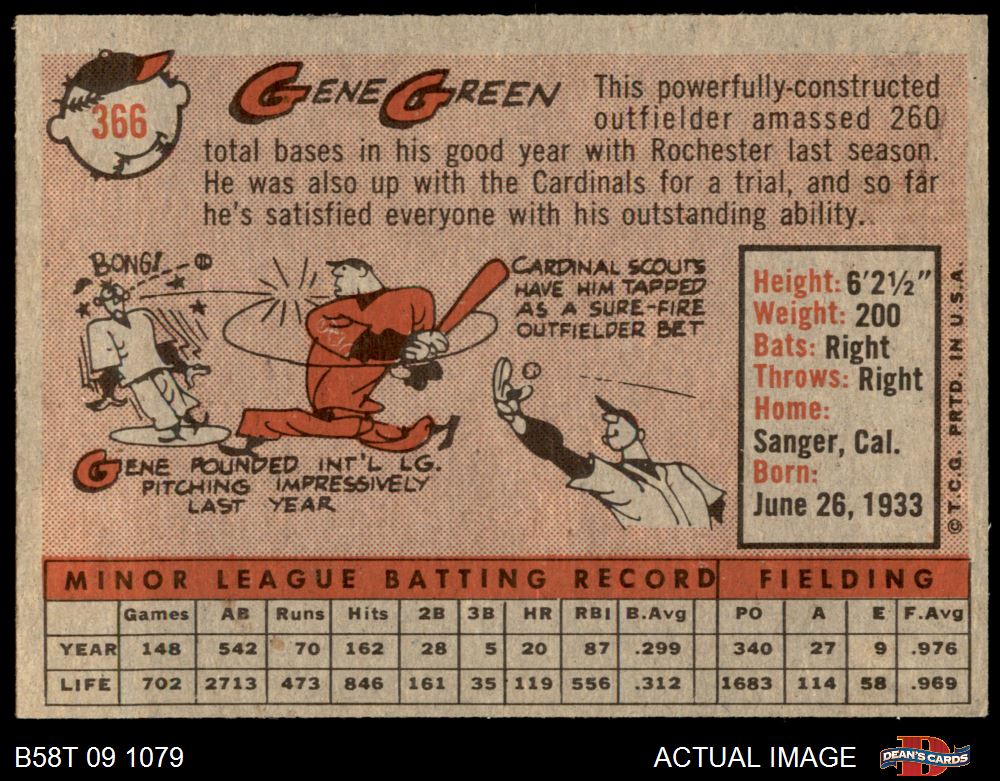 366
GENE GREEN
This powerfully-constructed
outfielder amassed 260
total bases in his good year with Rochester last season.
He was also up with the Cardinals for a trial, and so far
he's satisfied everyone with his outstanding ability..
BONG!
CARDINAL SCOUTS
HAVE HIM TAPPED
AS A SURE-FIRE
OUTFIELDER BET
GENE POUNDED INT'L LG.
PITCHING IMPRESSIVELY
LAST YEAR
Height: 6'2½"
Weight: 200
Bats: Right
Throws: Right
Home:
Sanger, Cal.
Born:
June 26, 1933
©T.C.G. PRTD. IN U.S.A.
MINOR LEAGUE BATTING RECORD FIELDING
Games AB Runs Hits 2B 3B HR RBI B.Avg PO A E F.Avg
YEAR 148 542 70 162 28 5 20 87 .299 340 27 9 .976
LIFE 702 2713 473 846 161 35 119 556 .312 1683 114 58 .969
B58T 09 1079 ACTUAL IMAGE DEAN'S CARDS